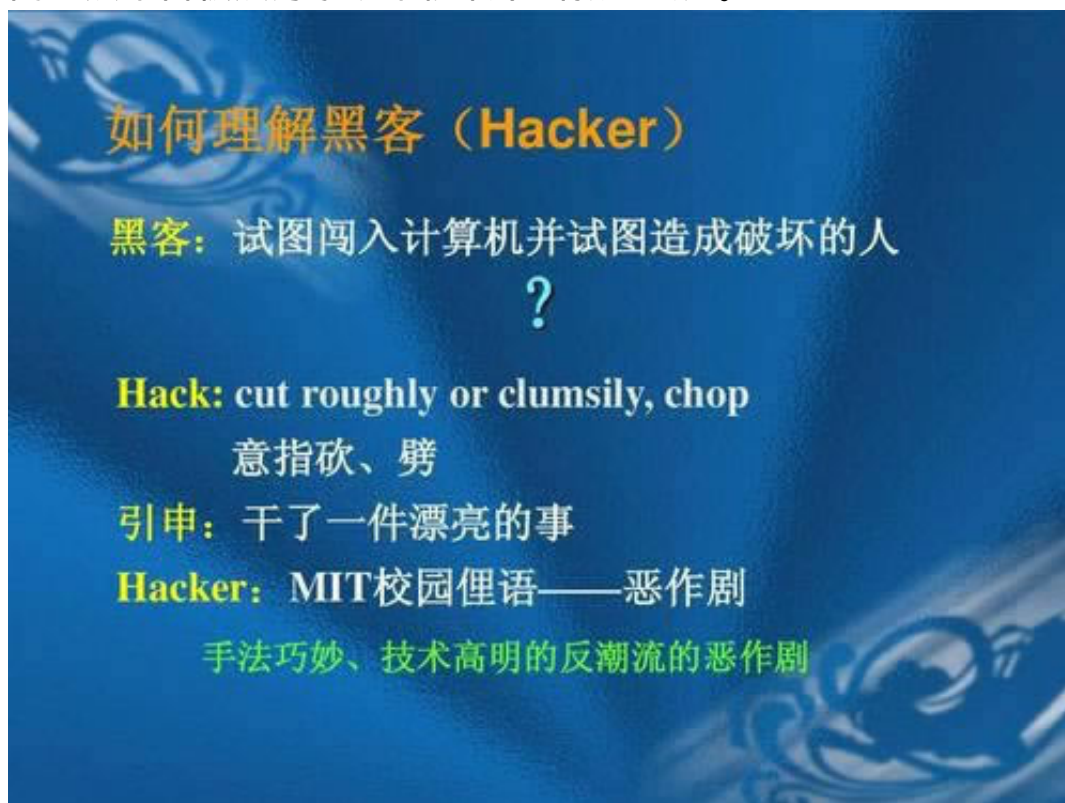 如何理解黑客（Hacker）
黑客：试图闯入计算机并试图造成破坏的人
?
Hack: cut roughly or clumsily, chop
意指砍、劈
引申：干了一件漂亮的事
Hacker：MIT校园俚语——恶作剧
手法巧妙、技术高明的反潮流的恶作剧